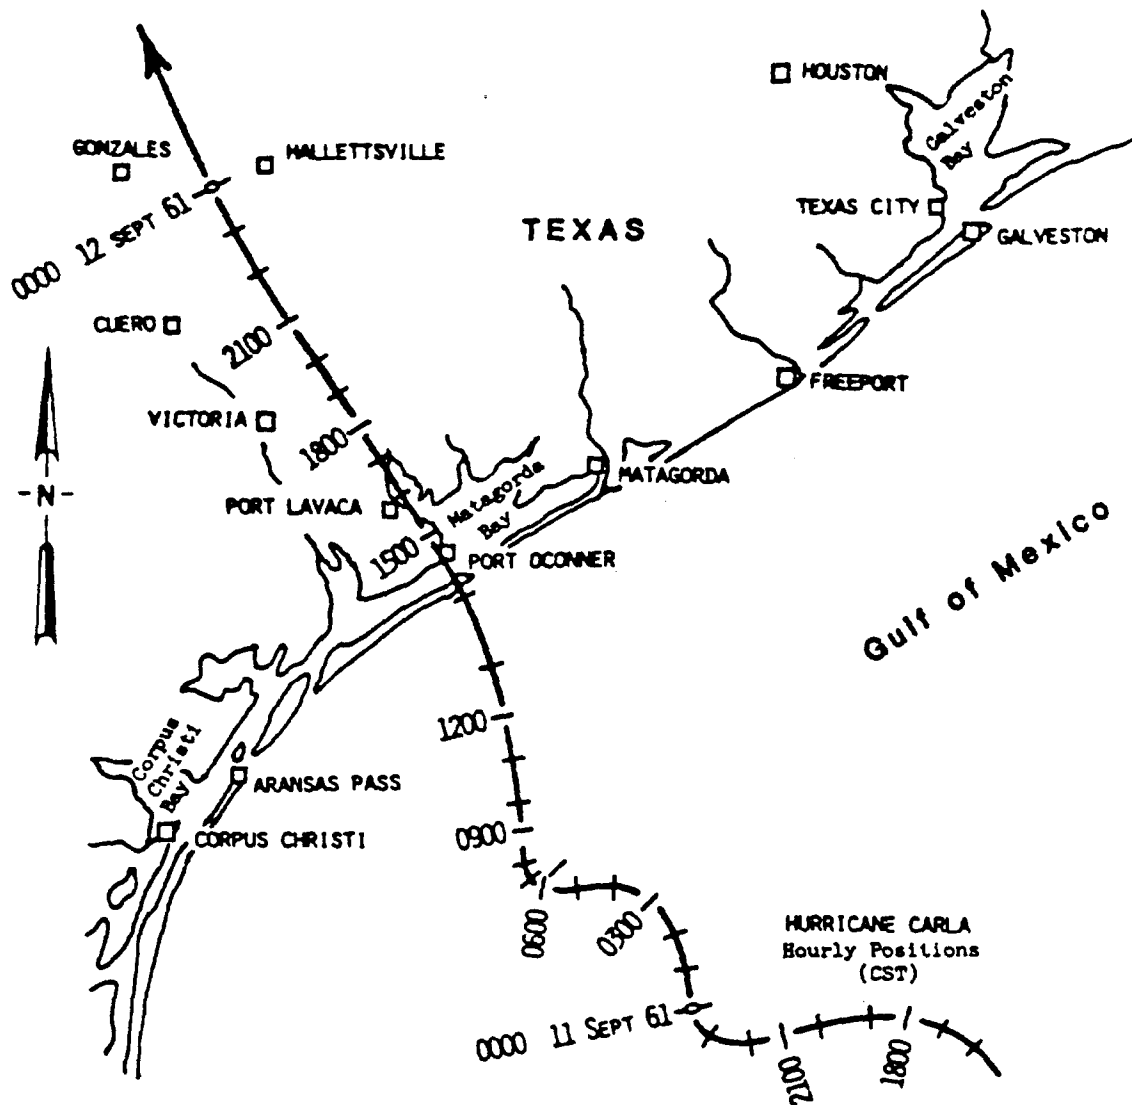 HOUSTON
Galveston
Bay
GONZALES
HALLETTSVILLE
TEXAS CITY
GALVESTON
TEXAS
0000 12 SEPT 61
CUERO
2100
FREEPORT
VICTORIA
1800
MATAGORDA
Matagorda
Bay
PORT LAVACA
-N-
1500
PORT OCONNER
Gulf of Mexico
1200
Corpus
Christi
Bay
ARANSAS PASS
0900
CORPUS CHRISTI
0600
0300
HURRICANE CARLA
Hourly Positions
(CST)
0000 11 SEPT 61
2100
1800